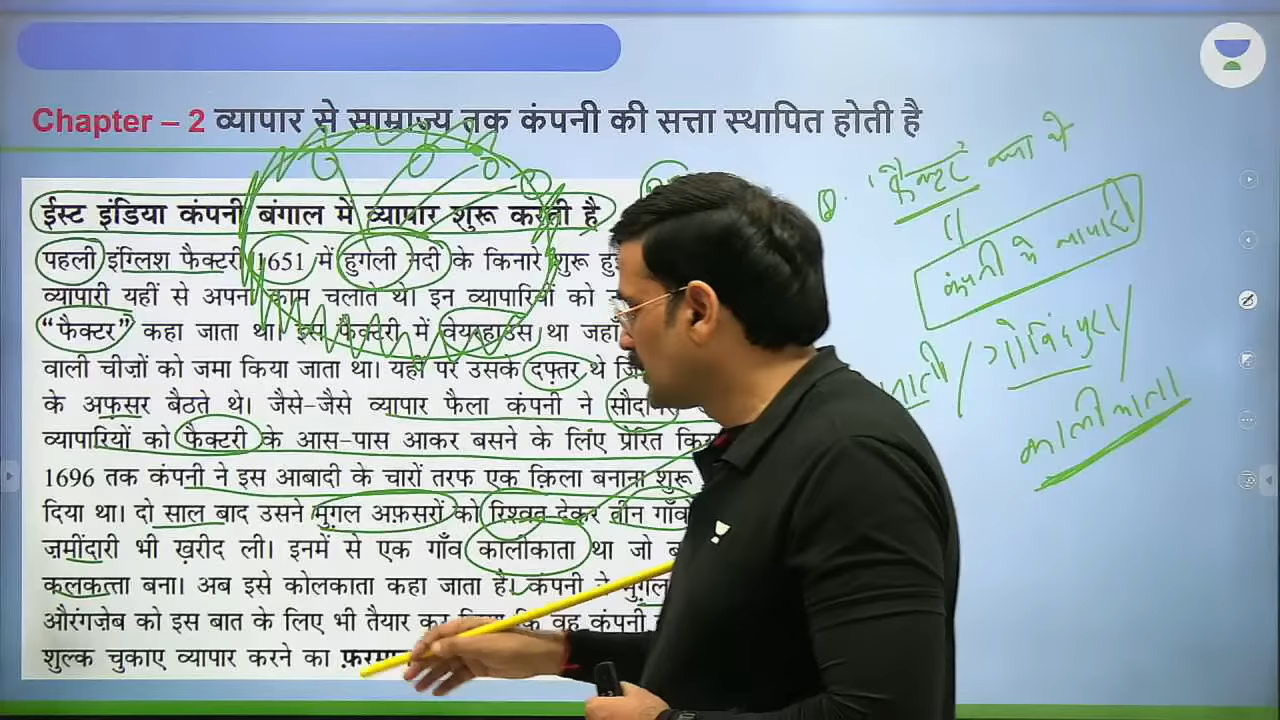 Chapter – 2 व्यापार से साम्राज्य तक कंपनी की सत्ता स्थापित होती है
ईस्ट इंडिया कंपनी बंगाल में व्यापार शुरू करती है
पहली इंग्लिश फैक्टरी 1651 में हुगली नदी के किनारे शुरू
व्यापारी यहीं से अपना काम चलाते थे। इन व्यापारियों को
“फैक्टर” कहा जाता था। इस फैक्टरी में वेयरहाउस था जहाँ
वाली चीज़ों को जमा किया जाता था। यहीं पर उसके दफ़्तर थे
के अफ़सर बैठते थे। जैसे-जैसे व्यापार फैला कंपनी ने
व्यापारियों को फैक्टरी के आस-पास आकर बसने के लिए प्रेरित
1696 तक कंपनी ने इस आबादी के चारों तरफ एक क़िला बनाना शुरू
दिया था। दो साल बाद उसने मुग़ल अफ़सरों को रिश्वत देकर तीन
ज़मींदारी भी ख़रीद ली। इनमें से एक गाँव कालीकाता था जो
कलकत्ता बना। अब इसे कोलकाता कहा जाता है। कंपनी ने मुग़ल
औरंगज़ेब को इस बात के लिए भी तैयार कर वह कंपनी
शुल्क चुकाए व्यापार करने का
Q.
कंपनी के व्यापारी
गोविंदपुरा
कालीकाता